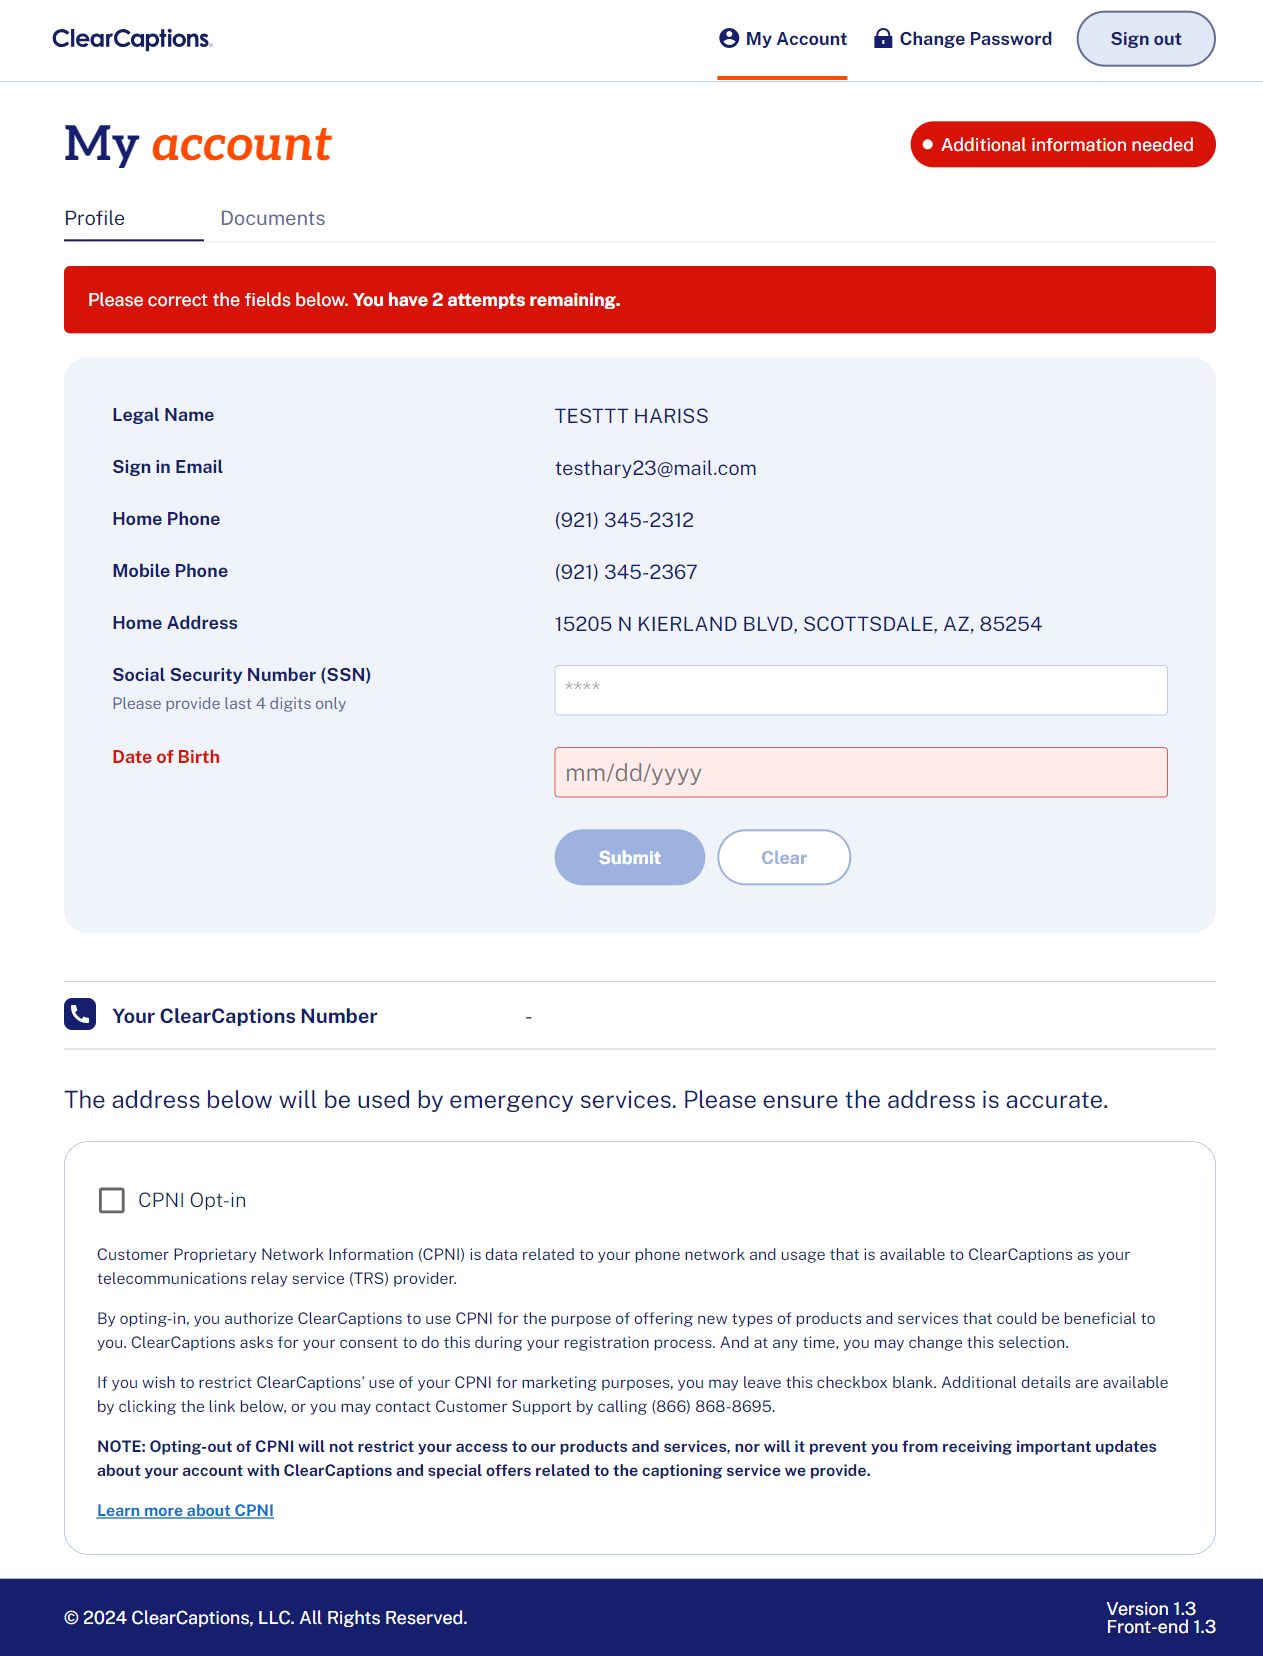 ClearCaptions.
My Account
Change Password
Sign out
My account
Additional information needed
Profile
Documents
Please correct the fields below. You have 2 attempts remaining.
Legal Name
TESTTT HARISS
Sign in Email
testhary23@mail.com
Home Phone
(921) 345-2312
Mobile Phone
(921) 345-2367
Home Address
15205 N KIERLAND BLVD, SCOTTSDALE, AZ, 85254
Social Security Number (SSN)
Please provide last 4 digits only
****
Date of Birth
mm/dd/yyyy
Submit
Clear
Your ClearCaptions Number
-
The address below will be used by emergency services. Please ensure the address is accurate.
CPNI Opt-in
Customer Proprietary Network Information (CPNI) is data related to your phone network and usage that is available to ClearCaptions as your
telecommunications relay service (TRS) provider.
By opting-in, you authorize ClearCaptions to use CPNI for the purpose of offering new types of products and services that could be beneficial to
you. ClearCaptions asks for your consent to do this during your registration process. And at any time, you may change this selection.
If you wish to restrict ClearCaptions’ use of your CPNI for marketing purposes, you may leave this checkbox blank. Additional details are available
by clicking the link below, or you may contact Customer Support by calling (866) 868-8695.
NOTE: Opting-out of CPNI will not restrict your access to our products and services, nor will it prevent you from receiving important updates
about your account with ClearCaptions and special offers related to the captioning service we provide.
Learn more about CPNI
© 2024 ClearCaptions, LLC. All Rights Reserved.
Version 1.3
Front-end 1.3